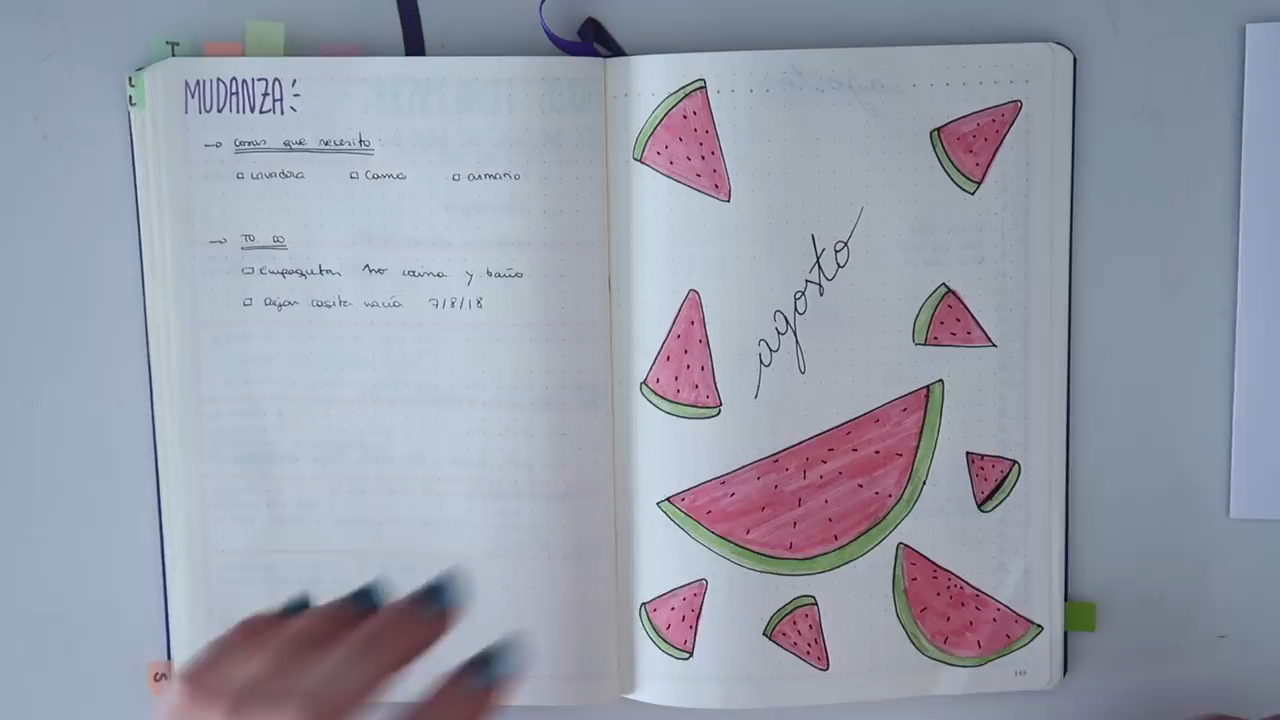 MUDANZA:
→ cosas que necesito:
□ Lavadora □ Cama □ armario
→ TO DO
□ Empaquetar cocina y baño
□ Dejar casita vacía 7/8/18
agosto
T
S